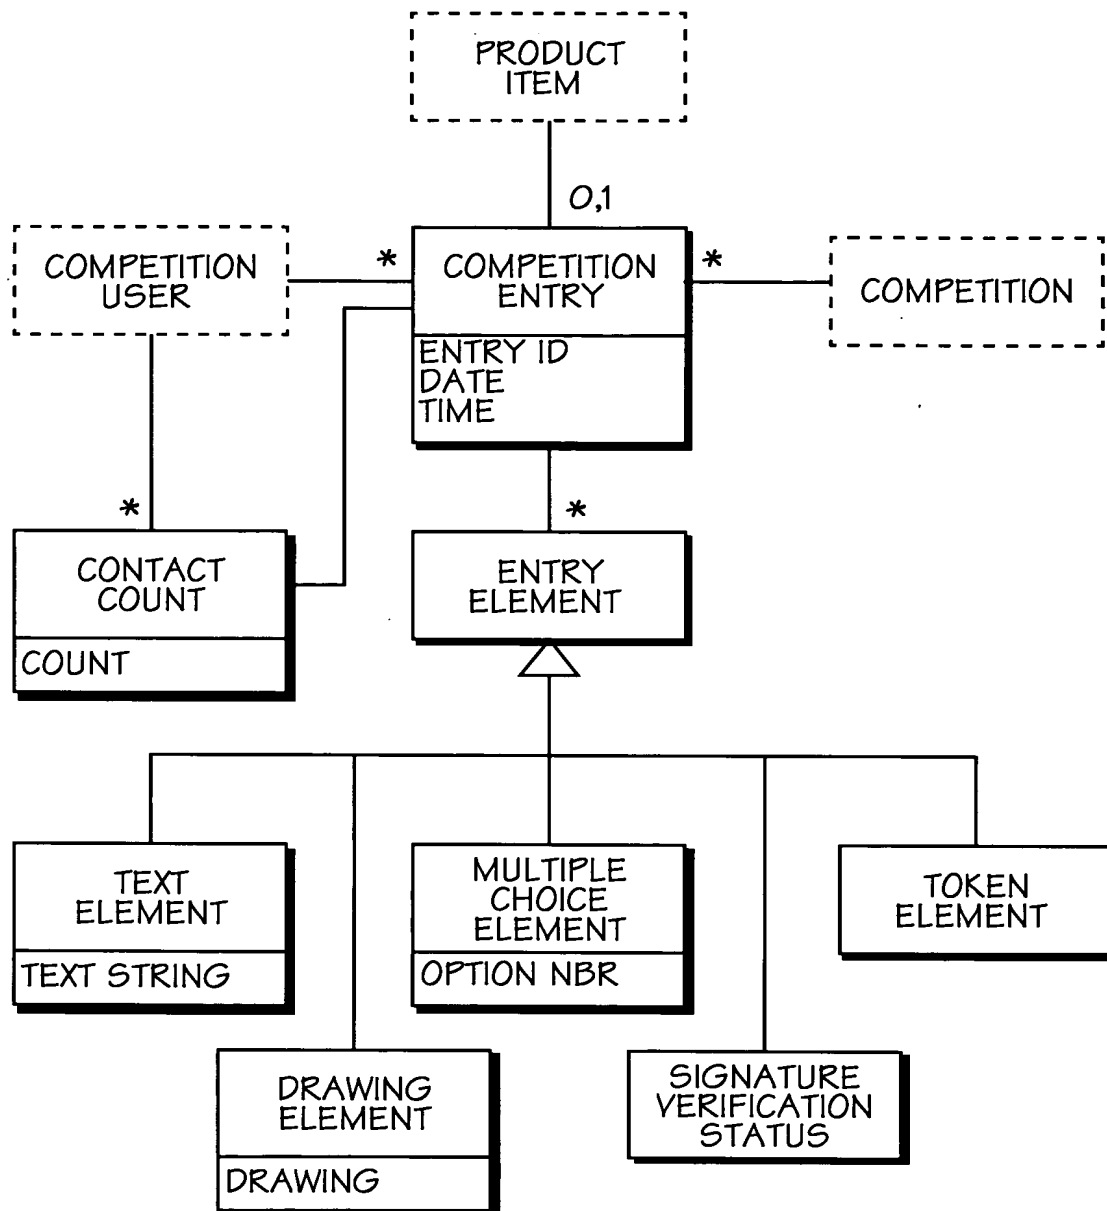 PRODUCT
ITEM
0,1
COMPETITION
USER
*
COMPETITION
ENTRY
*
COMPETITION
ENTRY ID
DATE
TIME
*
*
CONTACT
COUNT
COUNT
ENTRY
ELEMENT
TEXT
ELEMENT
TEXT STRING
MULTIPLE
CHOICE
ELEMENT
OPTION NBR
TOKEN
ELEMENT
DRAWING
ELEMENT
DRAWING
SIGNATURE
VERIFICATION
STATUS